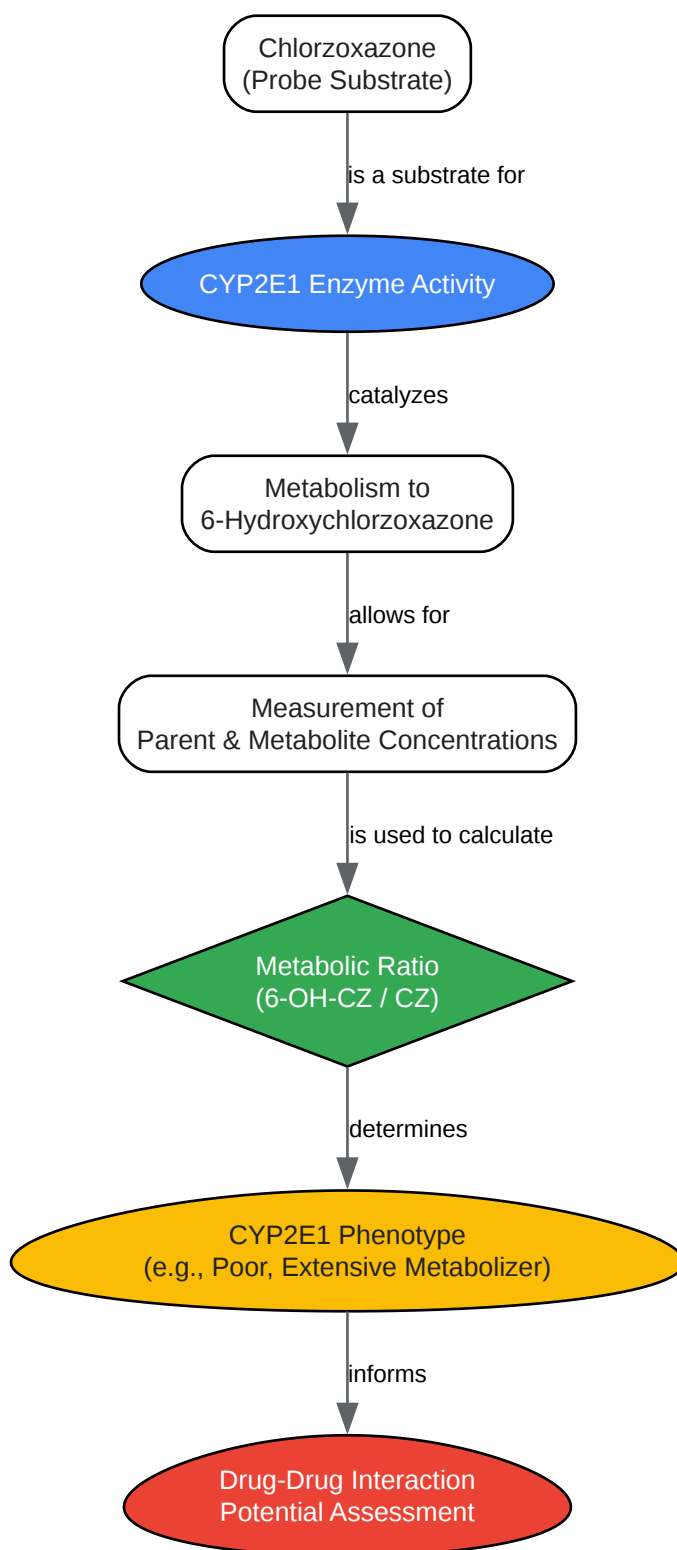 Chlorzoxazone
(Probe Substrate)
is a substrate for
CYP2E1 Enzyme Activity
catalyzes
Metabolism to
6-Hydroxychlorzoxazone
allows for
Measurement of
Parent & Metabolite Concentrations
is used to calculate
Metabolic Ratio
(6-OH-CZ / CZ)
determines
CYP2E1 Phenotype
(e.g., Poor, Extensive Metabolizer)
informs
Drug-Drug Interaction
Potential Assessment